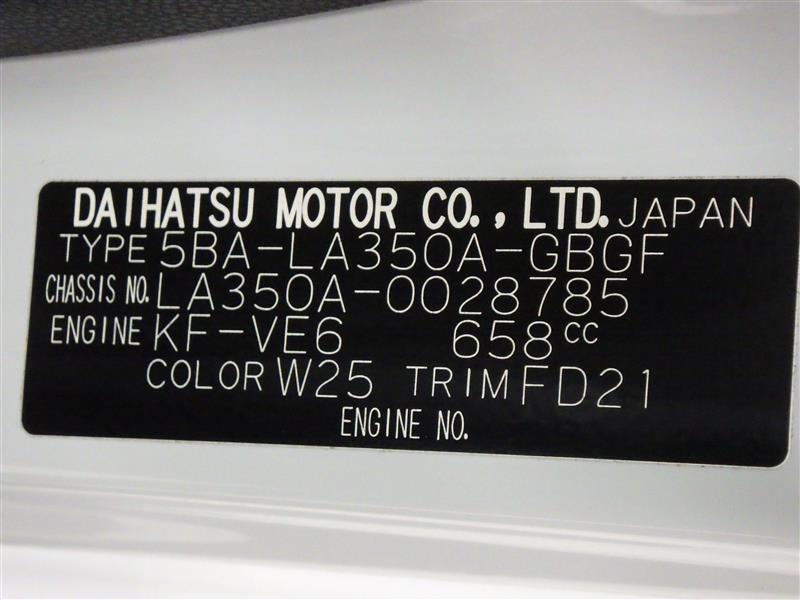 DAIHATSU MOTOR CO., LTD. JAPAN
TYPE 5BA-LA350A-GBGF
CHASSIS NO. LA350A-0028785
ENGINE KF-VE6 658cc
COLOR W25 TRIM FD21
ENGINE NO.